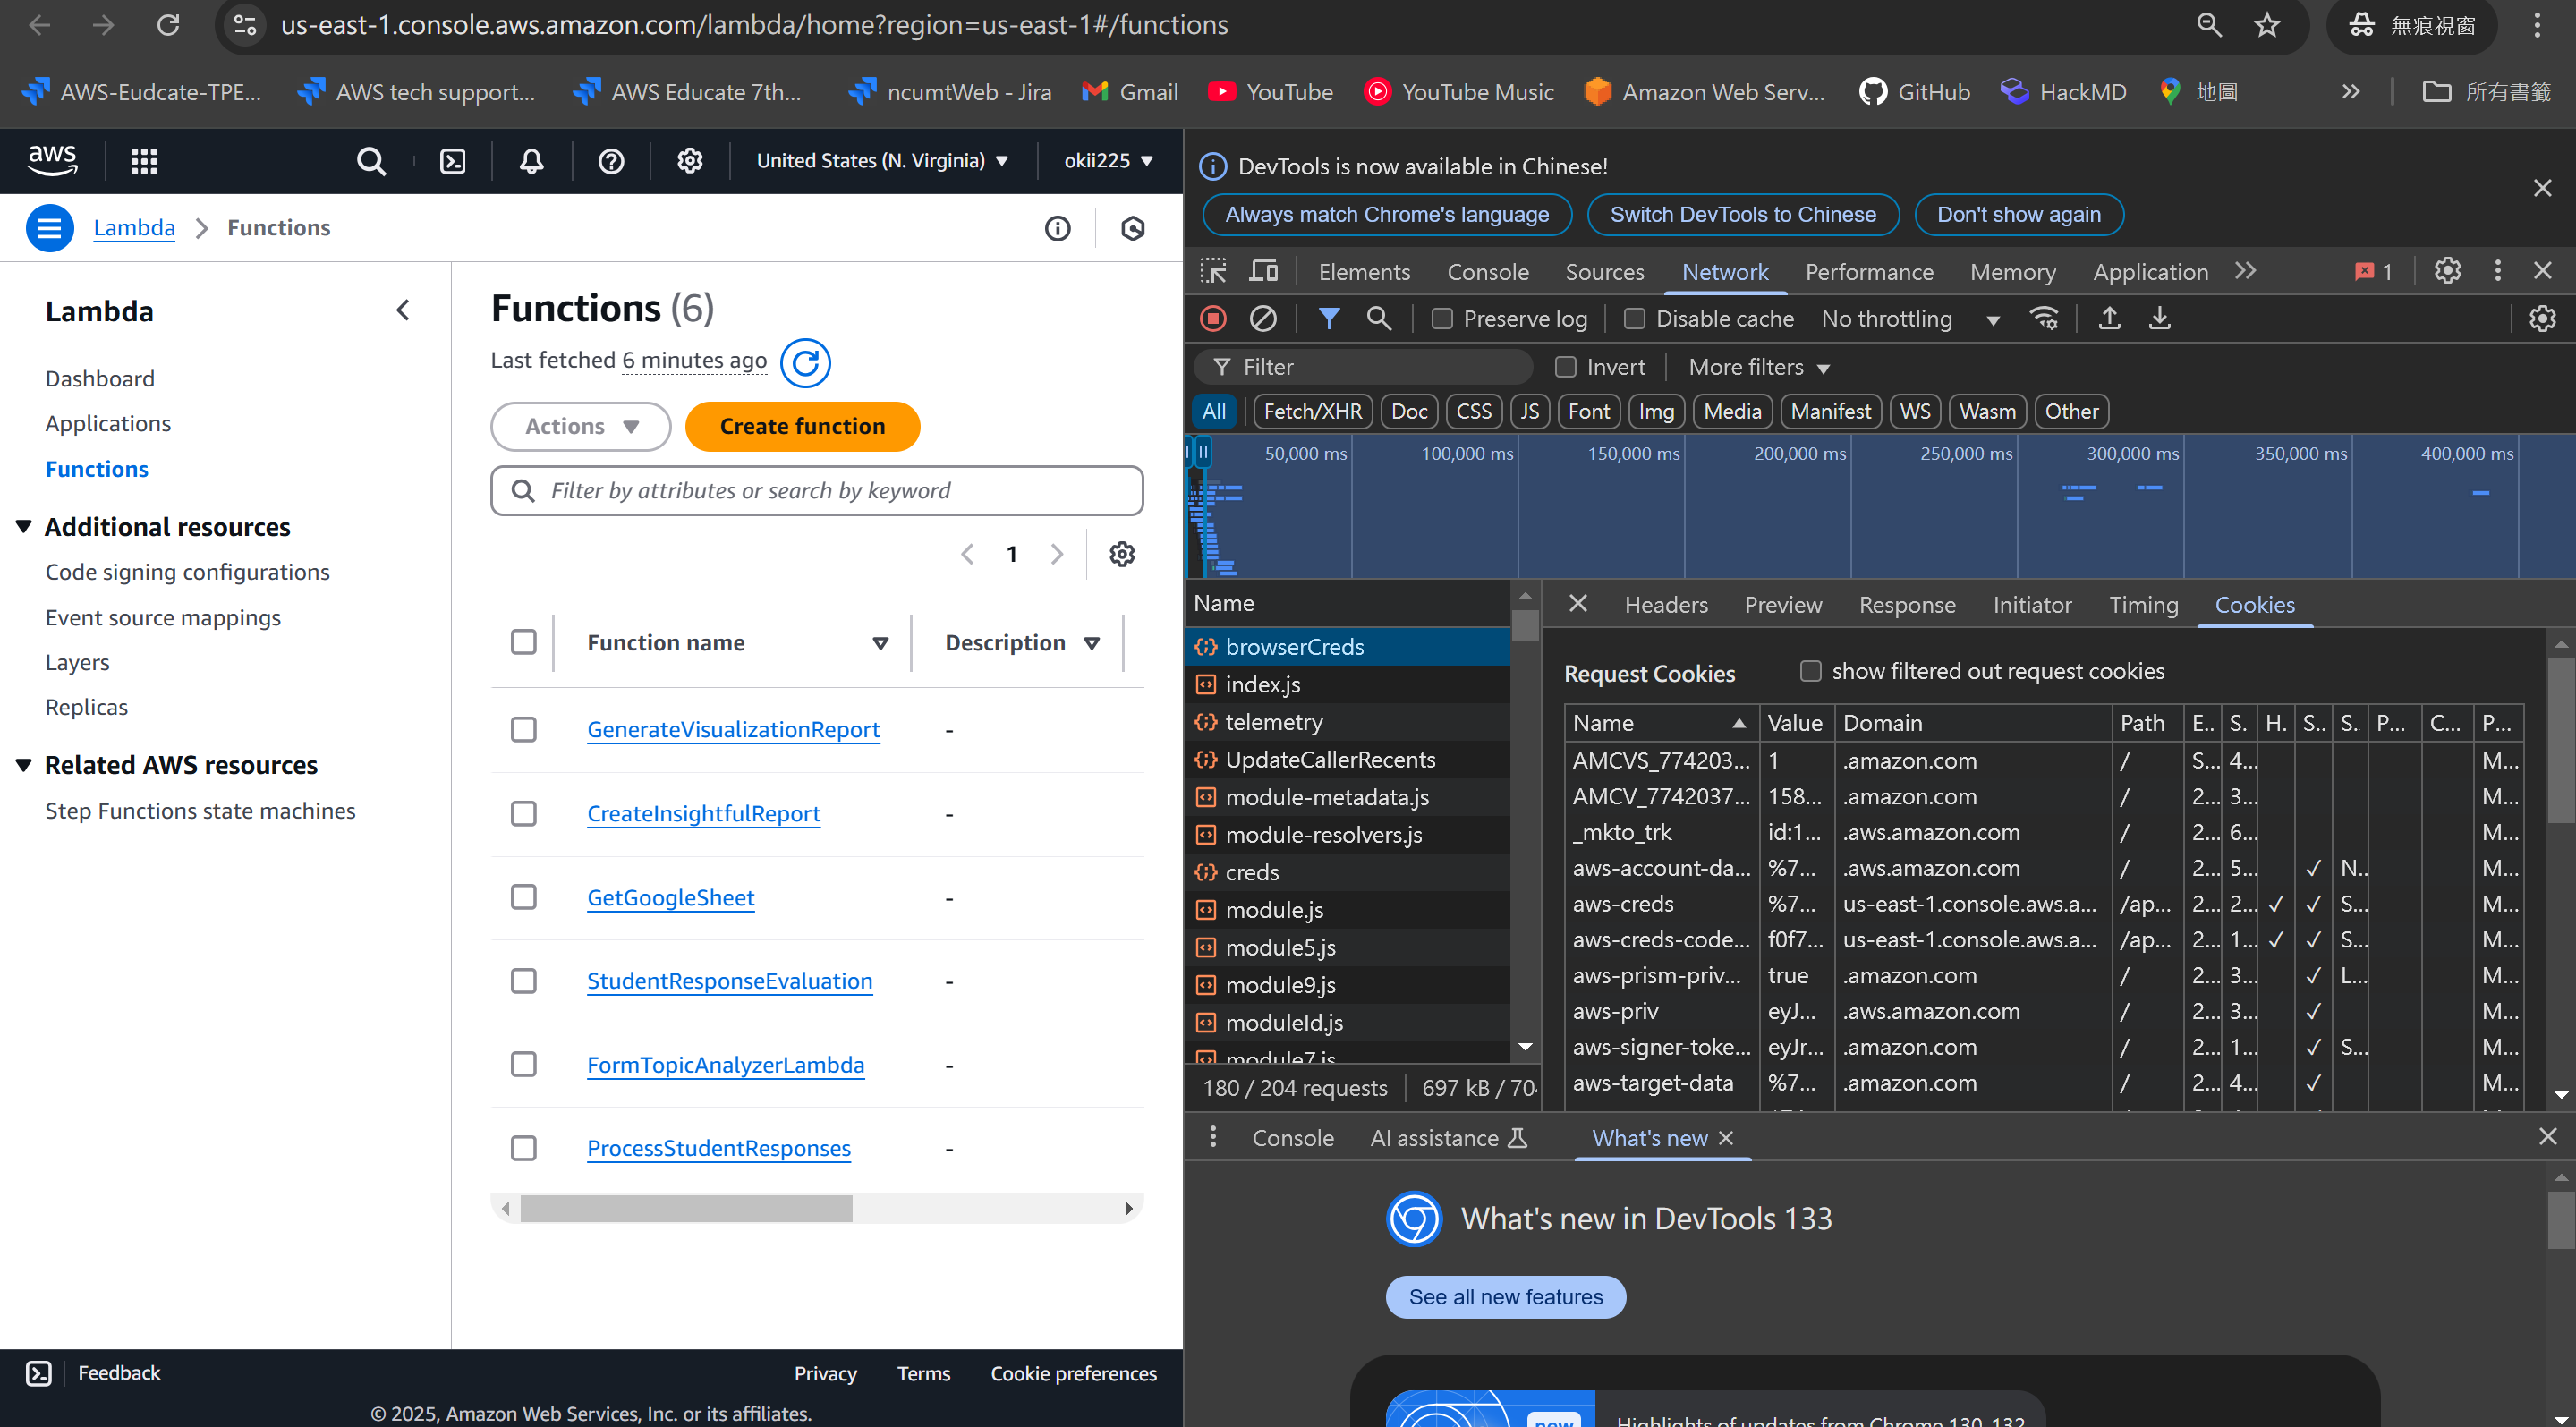 us-east-1.console.aws.amazon.com/lambda/home?region=us-east-1#/functions
無痕視窗
AWS-Eudcate-TPE...
AWS tech support...
AWS Educate 7th...
ncumtWeb - Jira
Gmail
YouTube
YouTube Music
Amazon Web Serv...
GitHub
HackMD
地圖
所有書籤
aws
United States (N. Virginia)
okii225
Lambda
Functions
Lambda
Dashboard
Applications
Functions
Additional resources
Code signing configurations
Event source mappings
Layers
Replicas
Related AWS resources
Step Functions state machines
Functions (6)
Last fetched 6 minutes ago
Actions
Create function
Filter by attributes or search by keyword
1
Function name Description
GenerateVisualizationReport -
CreateInsightfulReport -
GetGoogleSheet -
StudentResponseEvaluation -
FormTopicAnalyzerLambda -
ProcessStudentResponses -
Feedback
Privacy Terms Cookie preferences
© 2025, Amazon Web Services, Inc. or its affiliates.
DevTools is now available in Chinese!
Always match Chrome's language
Switch DevTools to Chinese
Don't show again
Elements Console Sources Network Performance Memory Application
1
Preserve log Disable cache No throttling
Filter Invert More filters
All Fetch/XHR Doc CSS JS Font Img Media Manifest WS Wasm Other
50,000 ms 100,000 ms 150,000 ms 200,000 ms 250,000 ms 300,000 ms 350,000 ms 400,000 ms
Name
browserCreds
index.js
telemetry
UpdateCallerRecents
module-metadata.js
module-resolvers.js
creds
module.js
module5.js
module9.js
moduleId.js
module7.js
180 / 204 requests 697 kB / 70
Headers Preview Response Initiator Timing Cookies
Request Cookies show filtered out request cookies
Name Value Domain Path E.. S. H. S.. S. P... C... P...
AMCVS_774203... 1 .amazon.com / S... 4... M...
AMCV_7742037... 158... .amazon.com / 2... 3... M...
_mkto_trk id:1... .aws.amazon.com / 2... 6... M...
aws-account-da... %7... .aws.amazon.com / 2... 5... ✓ N.. M...
aws-creds %7... us-east-1.console.aws.a... /ap... 2... 2... ✓ ✓ S... M...
aws-creds-code... f0f7... us-east-1.console.aws.a... /ap... 2... 1... ✓ ✓ S... M...
aws-prism-priv... true .amazon.com / 2... 3... ✓ L... M...
aws-priv eyJ... .aws.amazon.com / 2... 3... ✓ M...
aws-signer-toke... eyJr... .amazon.com / 2... 1... ✓ S... M...
aws-target-data %7... .amazon.com / 2... 4... ✓ M...
Console AI assistance What's new
What's new in DevTools 133
See all new features
new
Highlights of updates from Chrome 130-132